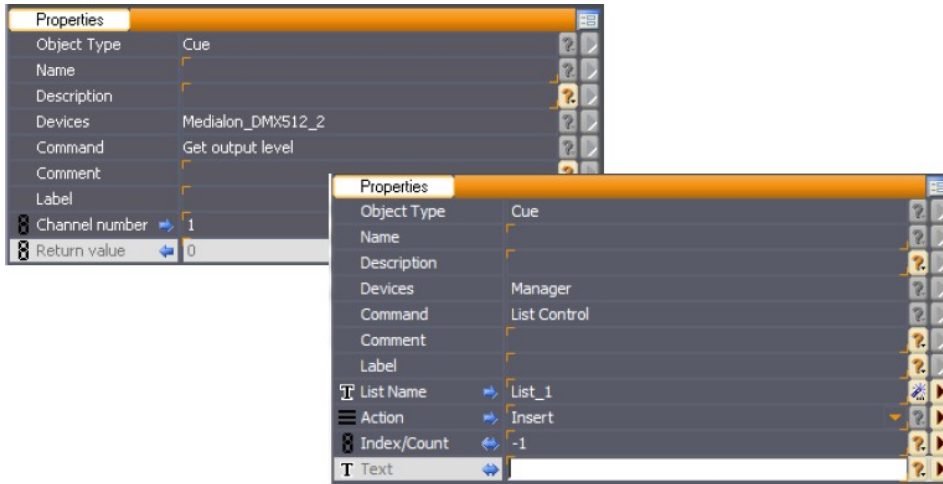 Properties
Object Type Cue
Name
Description
Devices Medialon_DMX512_2
Command Get output level
Comment
Label
Channel number 1
Return value 0
Properties
Object Type Cue
Name
Description
Devices Manager
Command List Control
Comment
Label
T List Name List_1
Action Insert
Index/Count -1
T Text